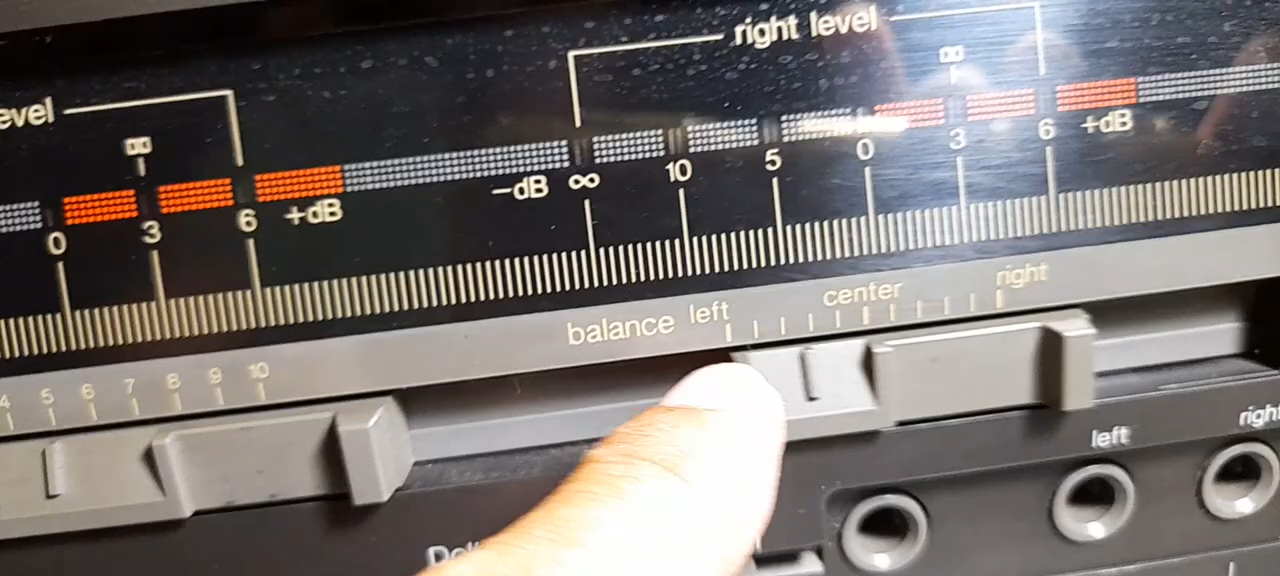 right level
evel
0 3 6 +dB
-dB ∞ 10 5 0 3 6 +dB
balance left center right
4 5 6 7 8 9 10
left right